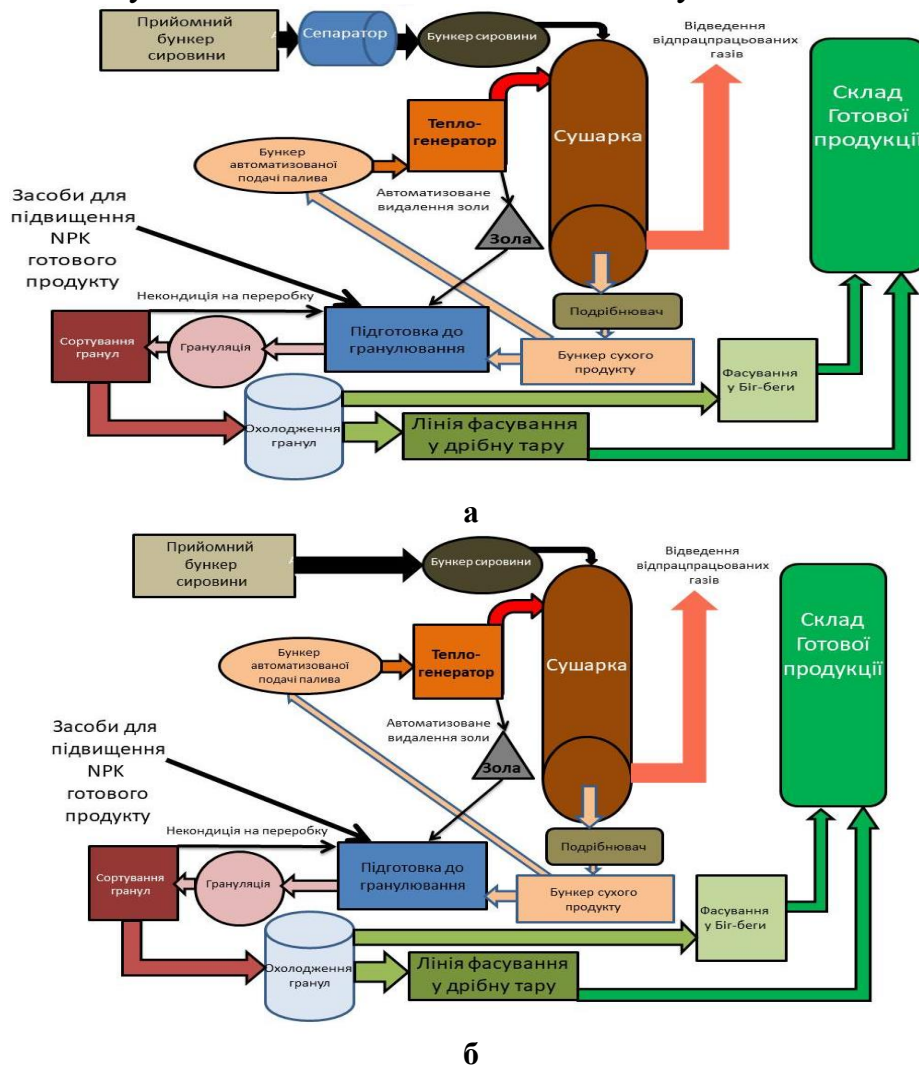 Прийомний
бункер
сировини
Сепаратор
Бункер сировини
Відведення
відпрацпрацьованих
газів
Склад
Готової
продукції
Тепло-
генератор
Сушарка
Бункер
автоматизованої
подачі палива
Автоматизоване
видалення золи
Зола
Засоби для
підвищення
NPK
готового
продукту
Некондиція на переробку
Подрібнювач
Сортування
гранул
Грануляція
Підготовка до
гранулювання
Бункер сухого
продукту
Фасування
у Біг-беги
Охолодження
гранул
Лінія фасування
у дрібну тару
а
Прийомний
бункер
сировини
Бункер сировини
Відведення
відпрацпрацьованих
газів
Склад
Готової
продукції
Тепло-
генератор
Сушарка
Бункер
автоматизованої
подачі палива
Автоматизоване
видалення золи
Зола
Засоби для
підвищення
NPK
готового
продукту
Некондиція на переробку
Подрібнювач
Сортування
гранул
Грануляція
Підготовка до
гранулювання
Бункер сухого
продукту
Фасування
у Біг-беги
Охолодження
гранул
Лінія фасування
у дрібну тару
б